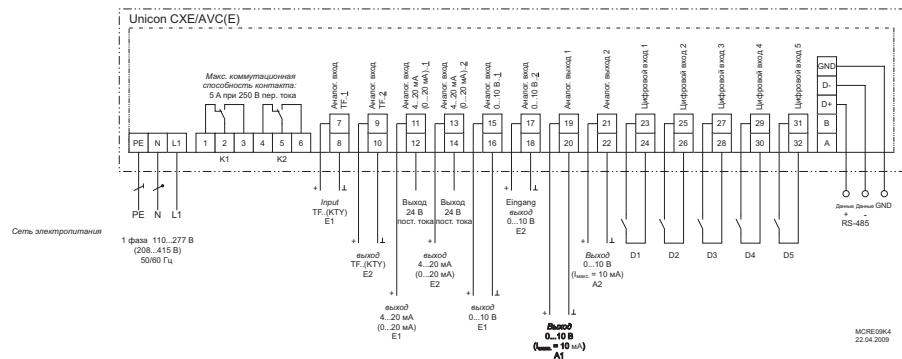 Unicon CXE/AVC(E)
Макс. коммутационная
способность контакта:
5 А при 250 В пер. тока
Аналог. вход
TF..1
Аналог. вход
TF..2
Аналог. вход
4...20 мА
(0...20 мА)..1
Аналог. вход
4...20 мА
(0...20 мА)..2
Аналог. вход
0...10 В..1
Аналог. вход
0...10 В..2
Аналог. выход 1
Аналог. выход 2
Цифровой вход 1
Цифровой вход 2
Цифровой вход 3
Цифровой вход 4
Цифровой вход 5
GND
D-
D+
7 9 11 13 15 17 19 21 23 25 27 29 31 B
PE N L1 1 2 3 4 5 6 8 10 12 14 16 18 20 22 24 26 28 30 32 A
K1 K2
PE N L1
Сеть электропитания
1 фаза 110...277 В
(208...415 В)
50/60 Гц
+ ⊥
Input
TF..(KTY)
E1
+ ⊥
выход
TF..(KTY)
E2
Выход
24 В
пост. тока
+
выход
4...20 мА
(0...20 мА)
E1
Выход
24 В
пост. тока
+
выход
4...20 мА
(0...20 мА)
E2
+ ⊥
выход
0...10 В
E1
+ ⊥
Eingang
выход
0...10 В
E2
+ ⊥
Выход
0...10 В
(Iмакс. = 10 мА)
A1
+ ⊥
Выход
0...10 В
(Iмакс. = 10 мА)
A2
D1 D2 D3 D4 D5
Данные Данные GND
+ -
RS-485
MCRE09K4
22.04.2009